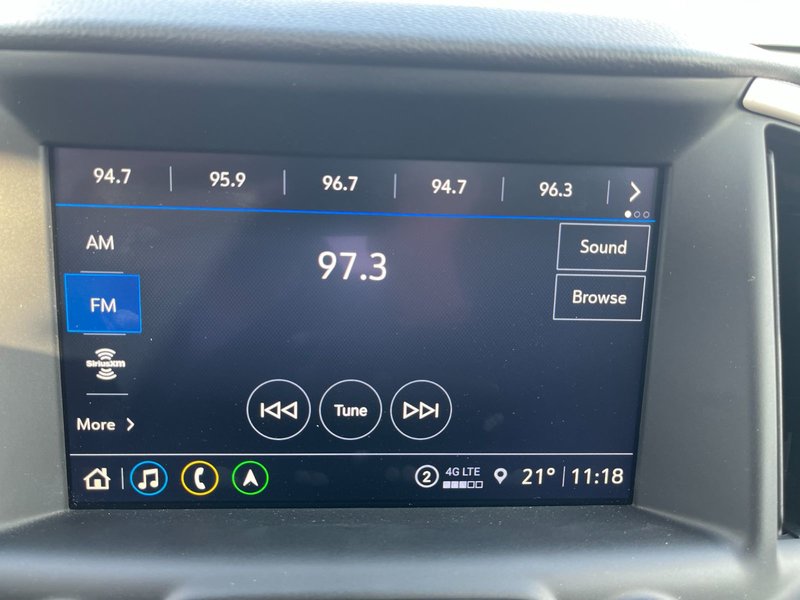 94.7 95.9 96.7 94.7 96.3
AM
97.3
Sound
FM
Browse
SiriusXM
More
Tune
2 4G LTE 21° 11:18